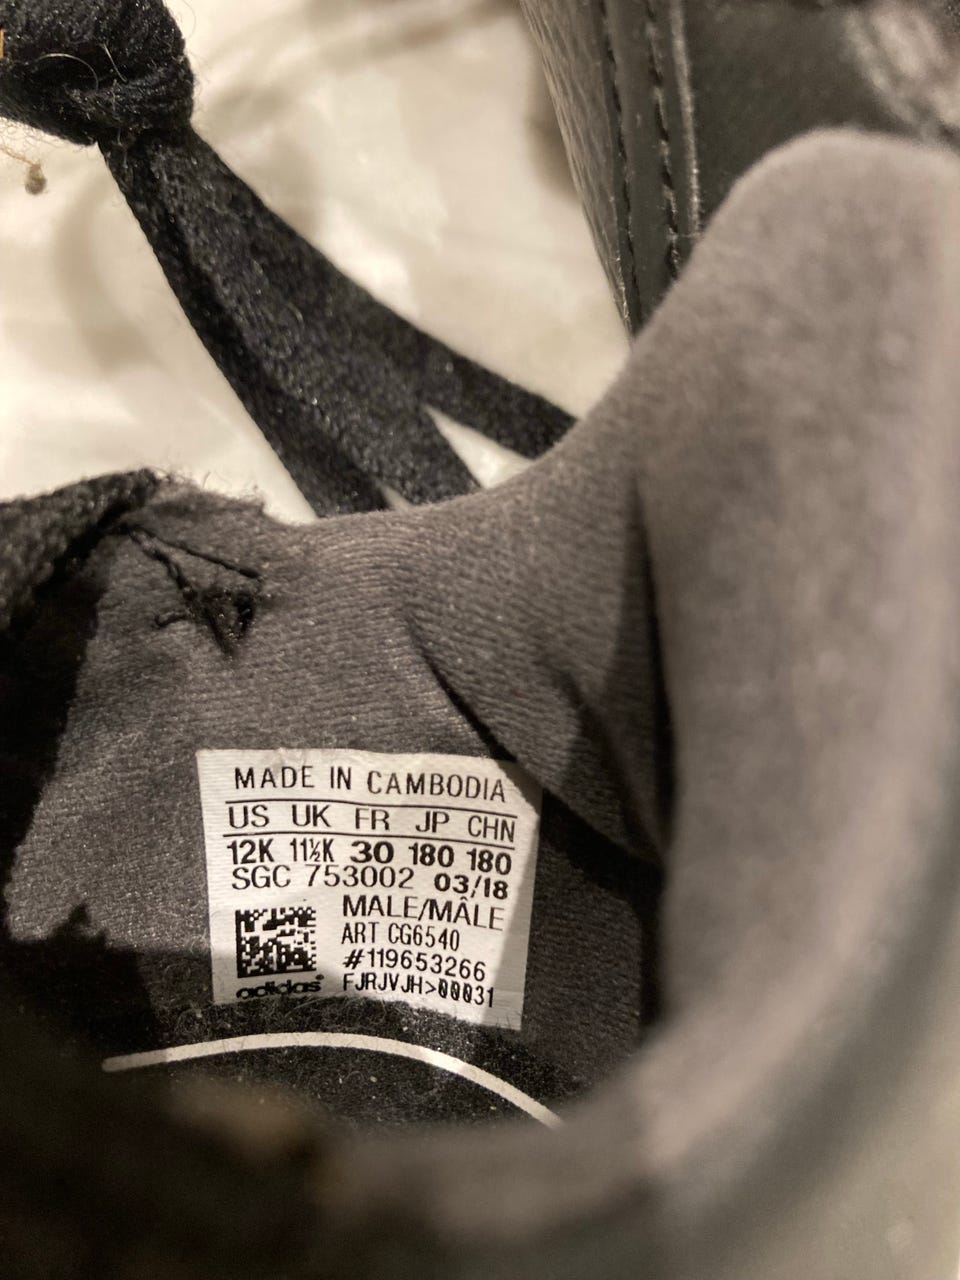 MADE IN CAMBODIA
US UK FR JP CHN
12K 11½K 30 180 180
SGC 753002 03/18
MALE/MÂLE
ART CG6540
#119653266
adidas FJRJVJH>00031